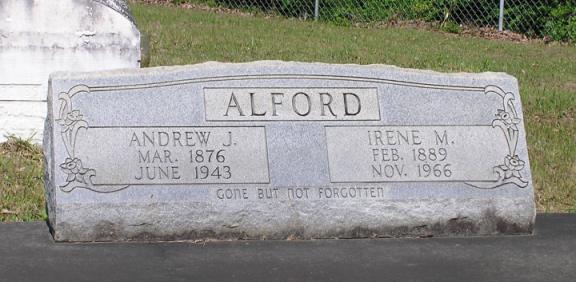 ALFORD
ANDREW J.
MAR. 1876
JUNE 1943
IRENE M.
FEB. 1889
NOV. 1966
GONE BUT NOT FORGOTTEN